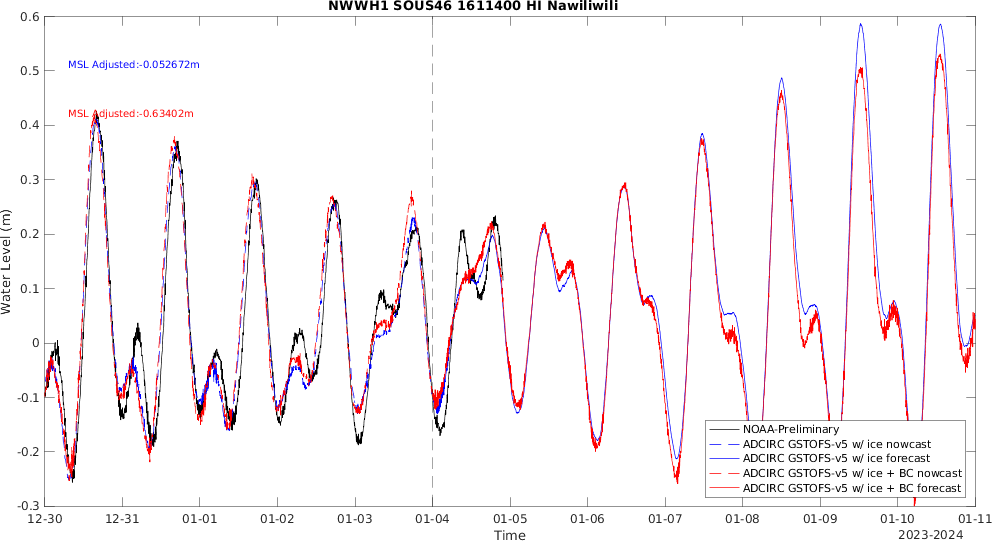 NWWH1 SOUS46 1611400 HI Nawiliwili
0.6
0.5
0.4
0.3
0.2
0.1
0
-0.1
-0.2
-0.3
Water Level (m)
MSL Adjusted:-0.052672m
MSL Adjusted:-0.63402m
NOAA-Preliminary
ADCIRC GSTOFS-v5 w/ ice nowcast
ADCIRC GSTOFS-v5 w/ ice forecast
ADCIRC GSTOFS-v5 w/ ice + BC nowcast
ADCIRC GSTOFS-v5 w/ ice + BC forecast
12-30 12-31 01-01 01-02 01-03 01-04 01-05 01-06 01-07 01-08 01-09 01-10 01-11
Time
2023-2024